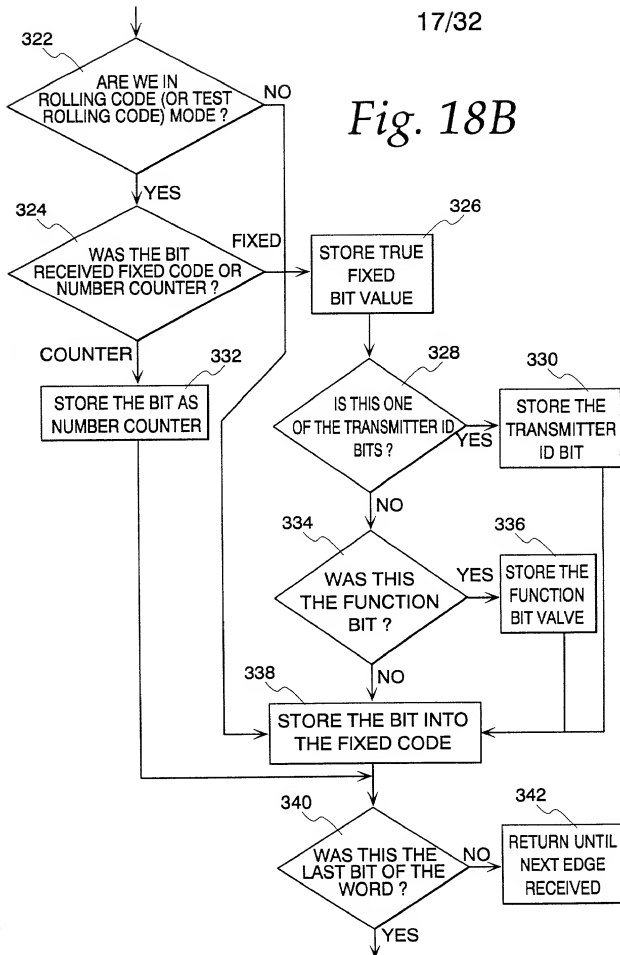 17/32
Fig. 18B
322
ARE WE IN
ROLLING CODE (OR TEST
ROLLING CODE) MODE ?
NO
YES
324
WAS THE BIT
RECEIVED FIXED CODE OR
NUMBER COUNTER ?
FIXED
326
STORE TRUE
FIXED
BIT VALUE
COUNTER
332
STORE THE BIT AS
NUMBER COUNTER
328
IS THIS ONE
OF THE TRANSMITTER ID
BITS ?
YES
330
STORE THE
TRANSMITTER
ID BIT
NO
334
WAS THIS
THE FUNCTION
BIT ?
YES
336
STORE THE
FUNCTION
BIT VALVE
NO
338
STORE THE BIT INTO
THE FIXED CODE
340
WAS THIS THE
LAST BIT OF THE
WORD ?
NO
342
RETURN UNTIL
NEXT EDGE
RECEIVED
YES